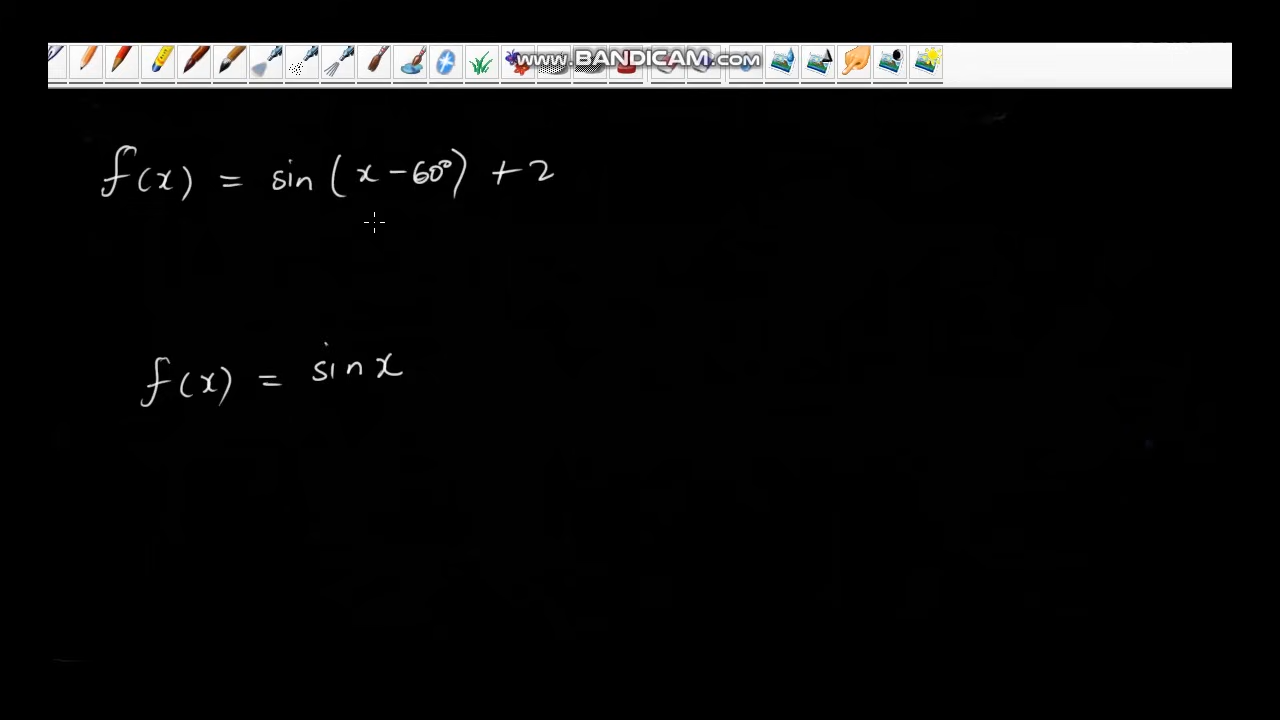 www.BANDICAM.com
f(x) = sin (x - 60°) + 2
f(x) = sin x